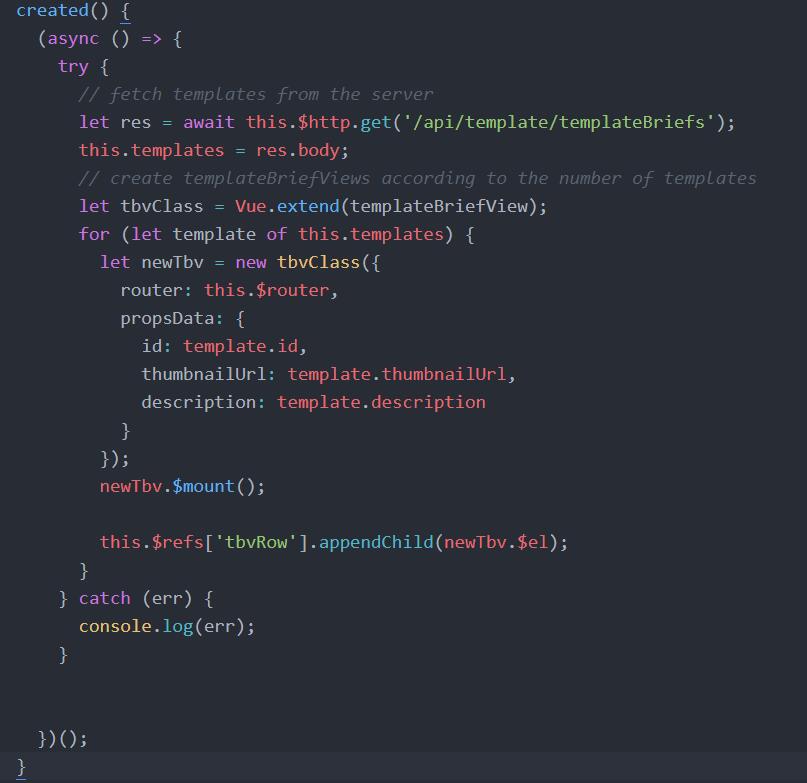 created() {
(async () => {
try {
// fetch templates from the server
let res = await this.$http.get('/api/template/templateBriefs');
this.templates = res.body;
// create templateBriefViews according to the number of templates
let tbvClass = Vue.extend(templateBriefView);
for (let template of this.templates) {
let newTbv = new tbvClass({
router: this.$router,
propsData: {
id: template.id,
thumbnailUrl: template.thumbnailUrl,
description: template.description
}
});
newTbv.$mount();
this.$refs['tbvRow'].appendChild(newTbv.$el);
}
} catch (err) {
console.log(err);
}
})();
}